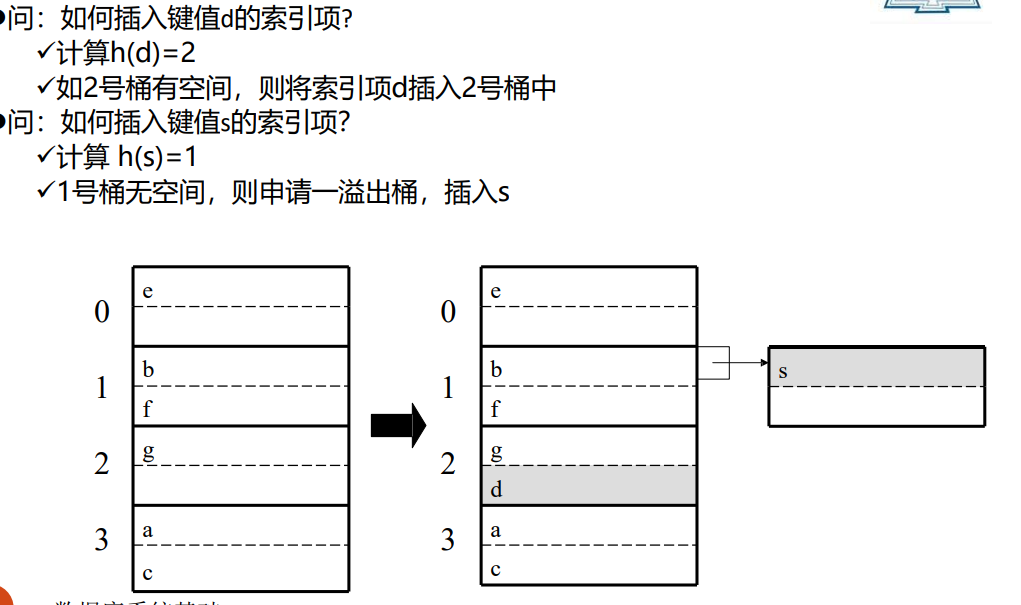 ●问：如何插入键值d的索引项?
✓计算h(d)=2
✓如2号桶有空间，则将索引项d插入2号桶中
●问：如何插入键值s的索引项?
✓计算 h(s)=1
✓1号桶无空间，则申请一溢出桶，插入s
0
e
1
b
f
2
g
3
a
c
0
e
1
b
f
2
g
d
3
a
c
s